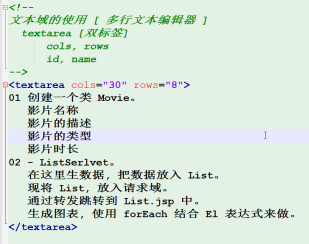 <!--
文本域的使用 [ 多行文本编辑器 ]
textarea [双标签]
cols, rows
id, name
-->
<textarea cols="30" rows="8">
01 创建一个类 Movie。
影片名称
影片的描述
影片的类型
影片时长
02 - ListSerlvet。
在这里生数据，把数据放入 List。
现将 List, 放入请求域。
通过转发跳转到 List.jsp 中。
生成图表，使用 forEach 结合 El 表达式来做。
</textarea>